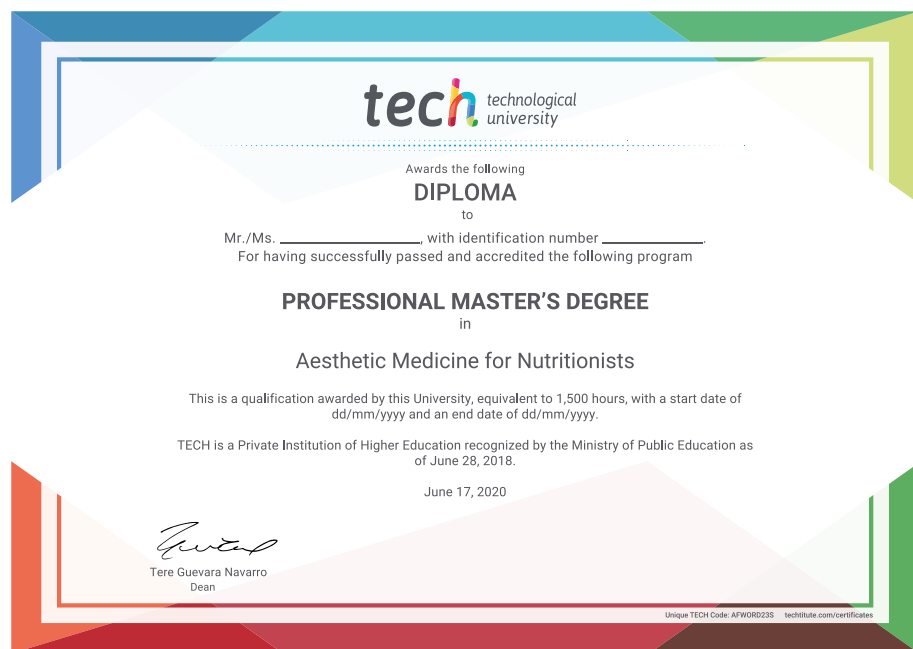 tech technological
university
Awards the following
DIPLOMA
to
Mr./Ms. ____________________, with identification number ______________.
For having successfully passed and accredited the following program
PROFESSIONAL MASTER'S DEGREE
in
Aesthetic Medicine for Nutritionists
This is a qualification awarded by this University, equivalent to 1,500 hours, with a start date of
dd/mm/yyyy and an end date of dd/mm/yyyy.
TECH is a Private Institution of Higher Education recognized by the Ministry of Public Education as
of June 28, 2018.
June 17, 2020
Tere Guevara Navarro
Dean
Unique TECH Code: AFWORD23S techtitute.com/certificates